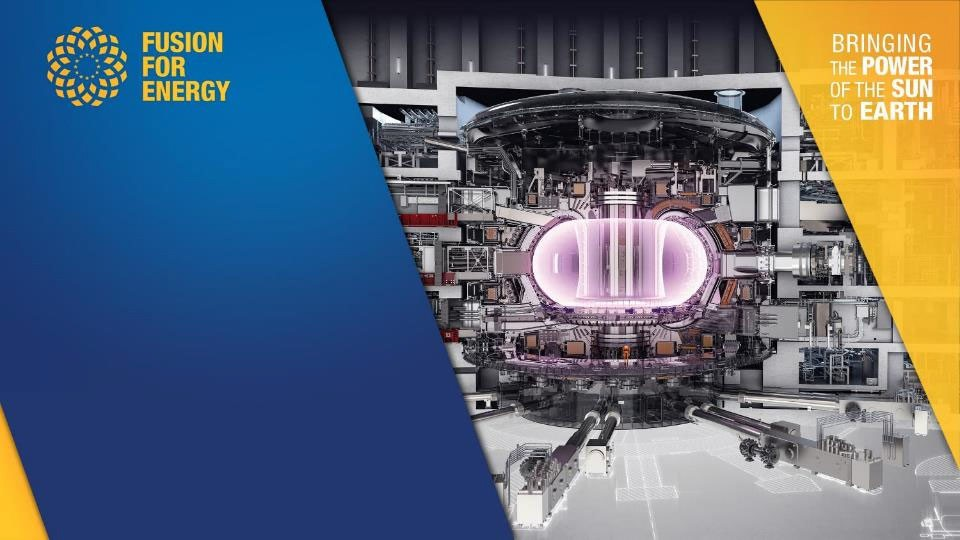 FUSION
FOR
ENERGY
BRINGING
THE POWER
OF THE SUN
TO EARTH